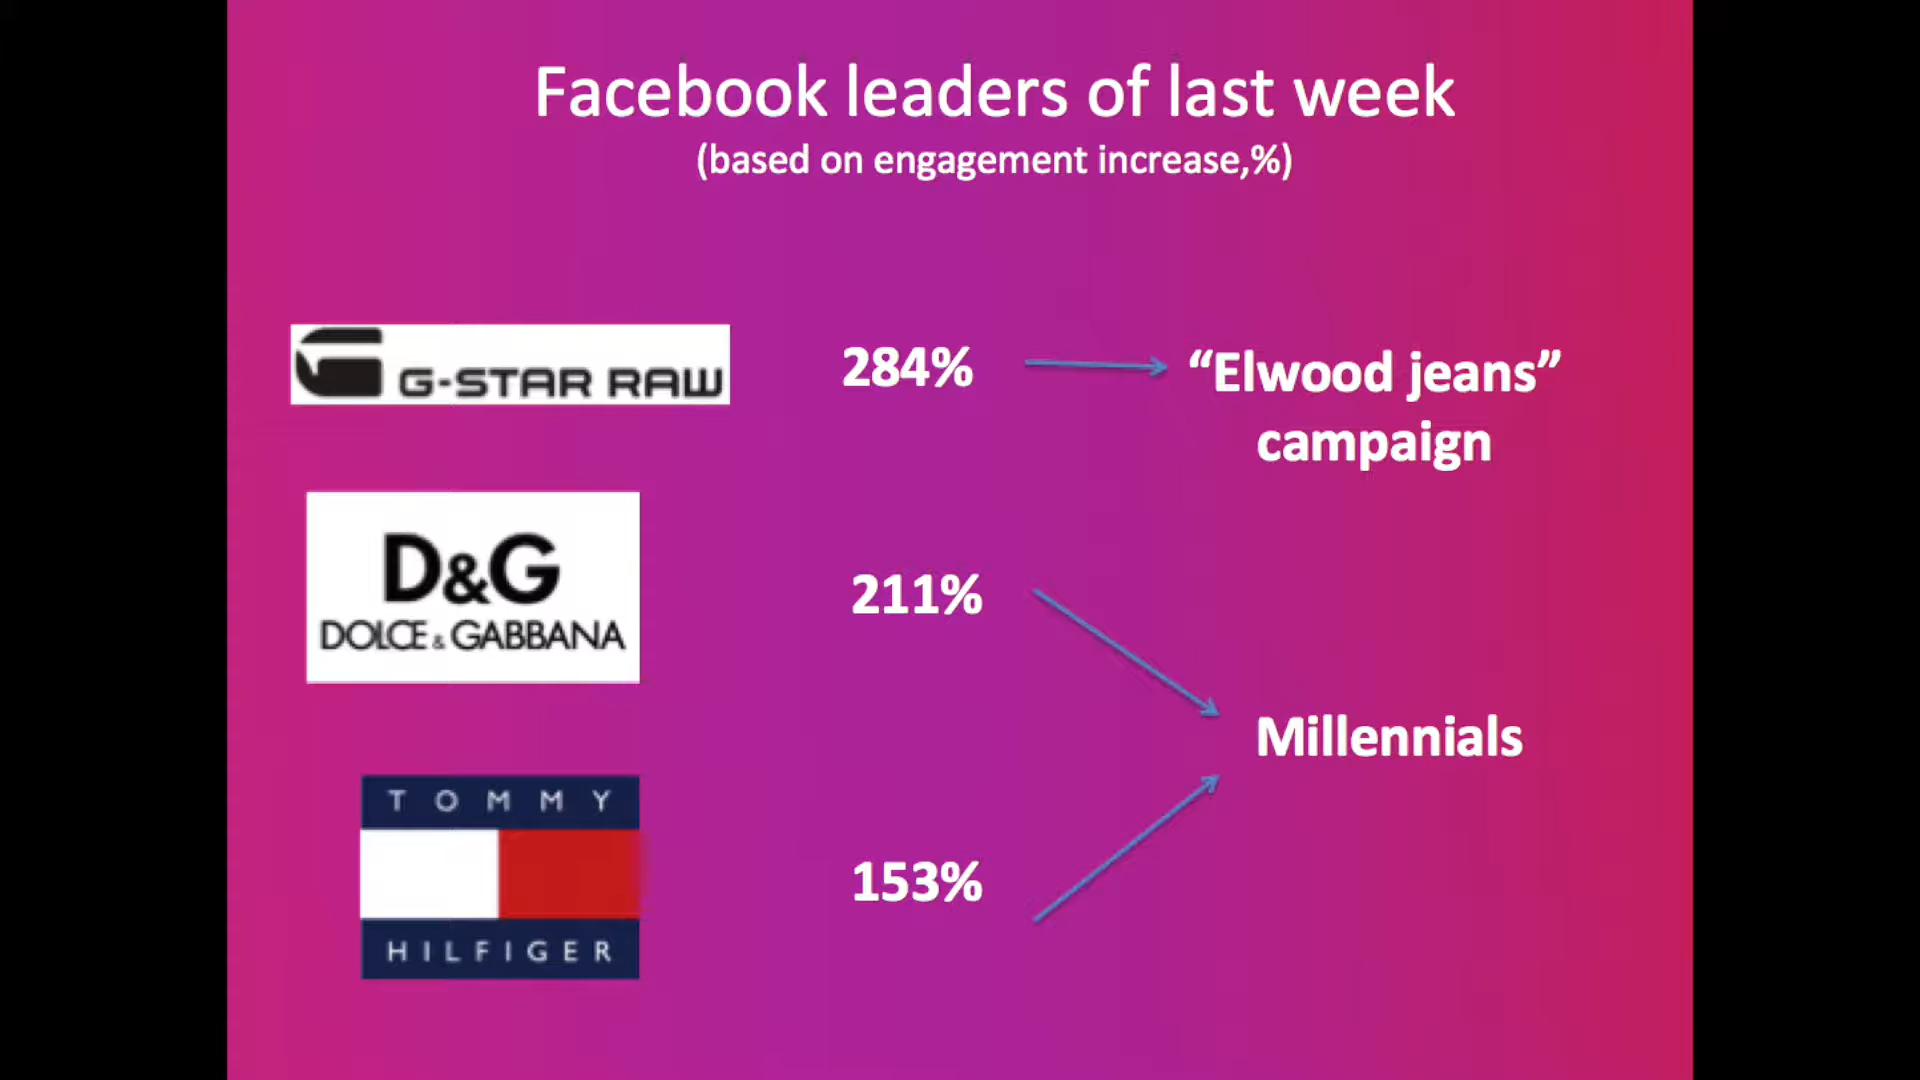 Facebook leaders of last week
(based on engagement increase,%)
G-STAR RAW
284%
“Elwood jeans”
campaign
D&G
DOLCE & GABBANA
211%
Millennials
TOMMY
HILFIGER
153%